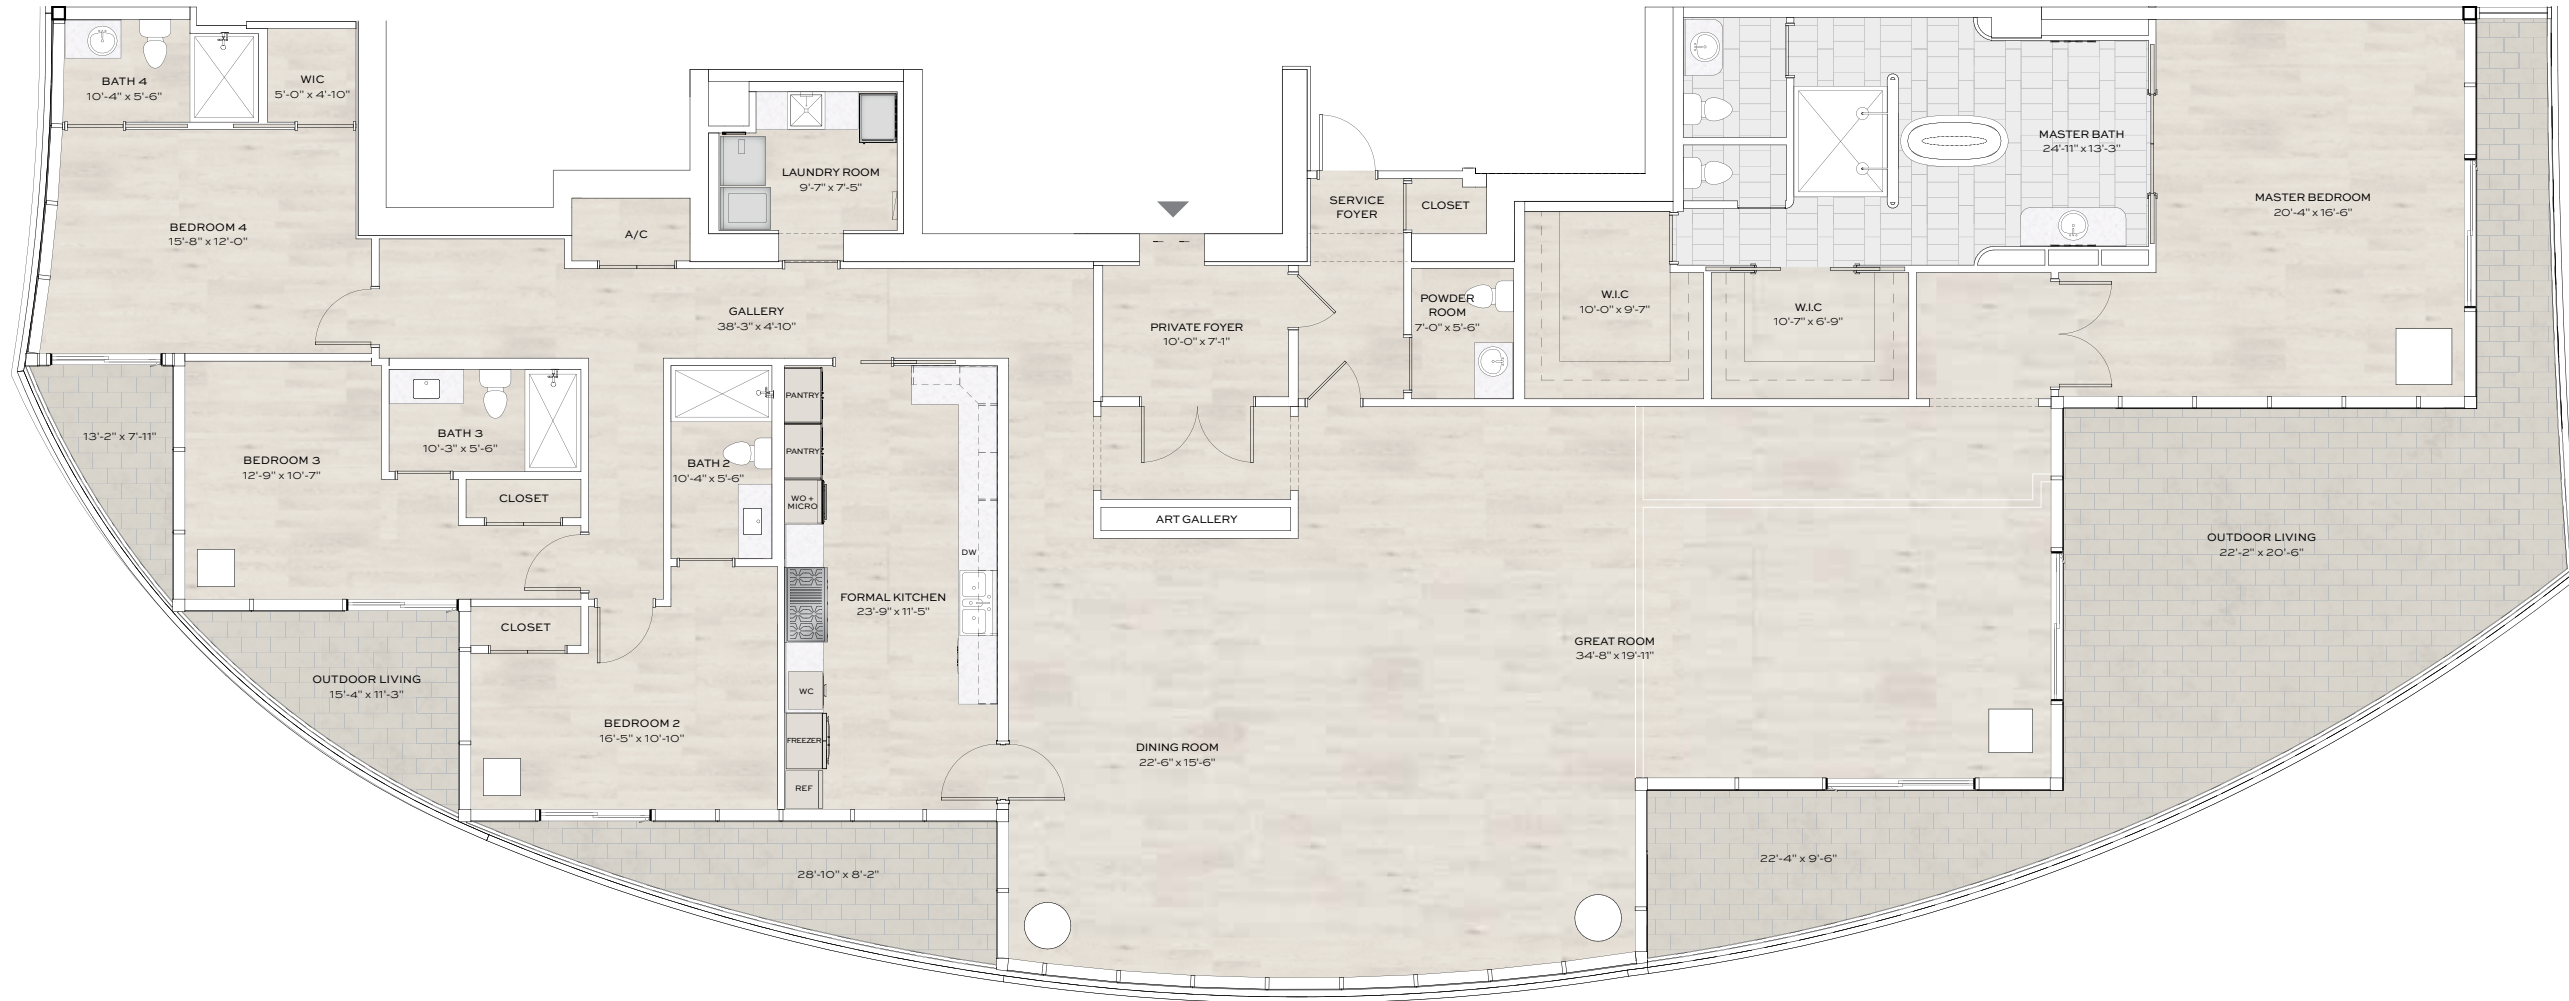 BATH 4
10'-4" x 5'-6"
WIC
5'-0" x 4'-10"
BEDROOM 4
15'-8" x 12'-0"
A/C
LAUNDRY ROOM
9'-7" x 7'-5"
SERVICE
FOYER
CLOSET
MASTER BATH
24'-11" x 13'-3"
MASTER BEDROOM
20'-4" x 16'-6"
GALLERY
38'-3" x 4'-10"
PRIVATE FOYER
10'-0" x 7'-1"
POWDER
ROOM
7'-0" x 5'-6"
W.I.C
10'-0" x 9'-7"
W.I.C
10'-7" x 6'-9"
13'-2" x 7'-11"
BEDROOM 3
12'-9" x 10'-7"
BATH 3
10'-3" x 5'-6"
CLOSET
BATH 2
10'-4" x 5'-6"
PANTRY
PANTRY
WO +
MICRO
DW
ART GALLERY
OUTDOOR LIVING
22'-2" x 20'-6"
CLOSET
FORMAL KITCHEN
23'-9" x 11'-5"
GREAT ROOM
34'-8" x 19'-11"
OUTDOOR LIVING
15'-4" x 11'-3"
BEDROOM 2
16'-5" x 10'-10"
WC
FREEZER
REF
DINING ROOM
22'-6" x 15'-6"
28'-10" x 8'-2"
22'-4" x 9'-6"